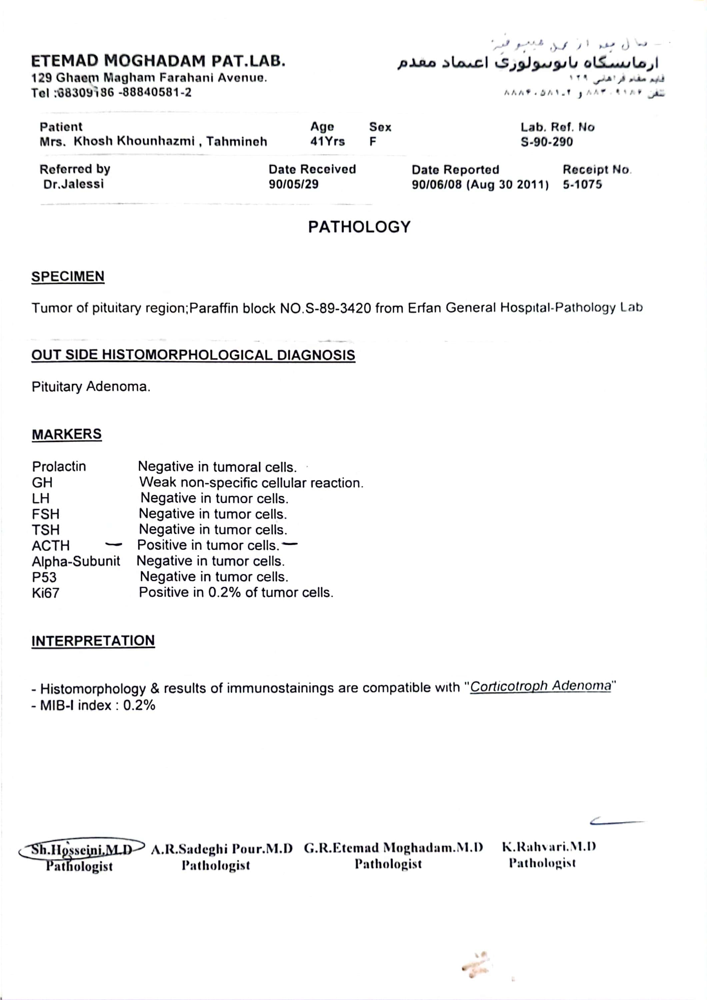 سال بعد از عمل هیپوفیز
ETEMAD MOGHADAM PAT.LAB.
آزمایشگاه پاتوبیولوژی اعتماد مقدم
129 Ghaem Magham Farahani Avenue.
قایم مقام فراهانی ۱۲۹
Tel :88309186 -88840581-2
تلفن ۸۸۳۰۹۱۸۶ و ۲-۸۸۸۴۰۵۸۱
Patient Age Sex Lab. Ref. No
Mrs. Khosh Khounhazmi , Tahmineh 41Yrs F S-90-290
Referred by Date Received Date Reported Receipt No.
Dr.Jalessi 90/05/29 90/06/08 (Aug 30 2011) 5-1075
PATHOLOGY
SPECIMEN
Tumor of pituitary region;Paraffin block NO.S-89-3420 from Erfan General Hospital-Pathology Lab
OUT SIDE HISTOMORPHOLOGICAL DIAGNOSIS
Pituitary Adenoma.
MARKERS
Prolactin Negative in tumoral cells.
GH Weak non-specific cellular reaction.
LH Negative in tumor cells.
FSH Negative in tumor cells.
TSH Negative in tumor cells.
ACTH — Positive in tumor cells. —
Alpha-Subunit Negative in tumor cells.
P53 Negative in tumor cells.
Ki67 Positive in 0.2% of tumor cells.
INTERPRETATION
- Histomorphology & results of immunostainings are compatible with "Corticotroph Adenoma"
- MIB-I index : 0.2%
Sh.Hosseini.M.D A.R.Sadeghi Pour.M.D G.R.Etemad Moghadam.M.D K.Rahvari.M.D
Pathologist Pathologist Pathologist Pathologist